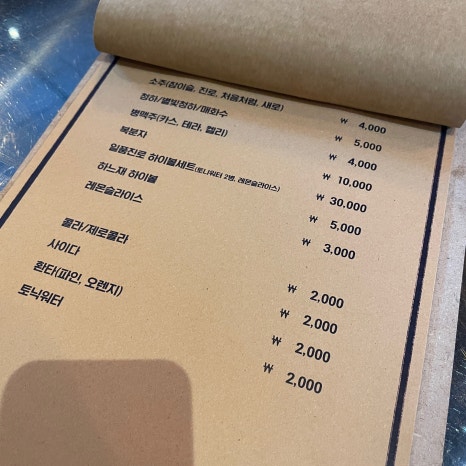 소주(참이슬, 진로, 처음처럼, 새로) ₩ 4,000
청하/별빛청하/매화수 ₩ 5,000
병맥주(카스, 테라, 켈리) ₩ 4,000
복분자 ₩ 10,000
일품진로 하이볼세트(토닉워터 2병, 레몬슬라이스) ₩ 30,000
하느재 하이볼 ₩ 5,000
레몬슬라이스 ₩ 3,000
콜라/제로콜라 ₩ 2,000
사이다 ₩ 2,000
환타(파인, 오렌지) ₩ 2,000
토닉워터 ₩ 2,000